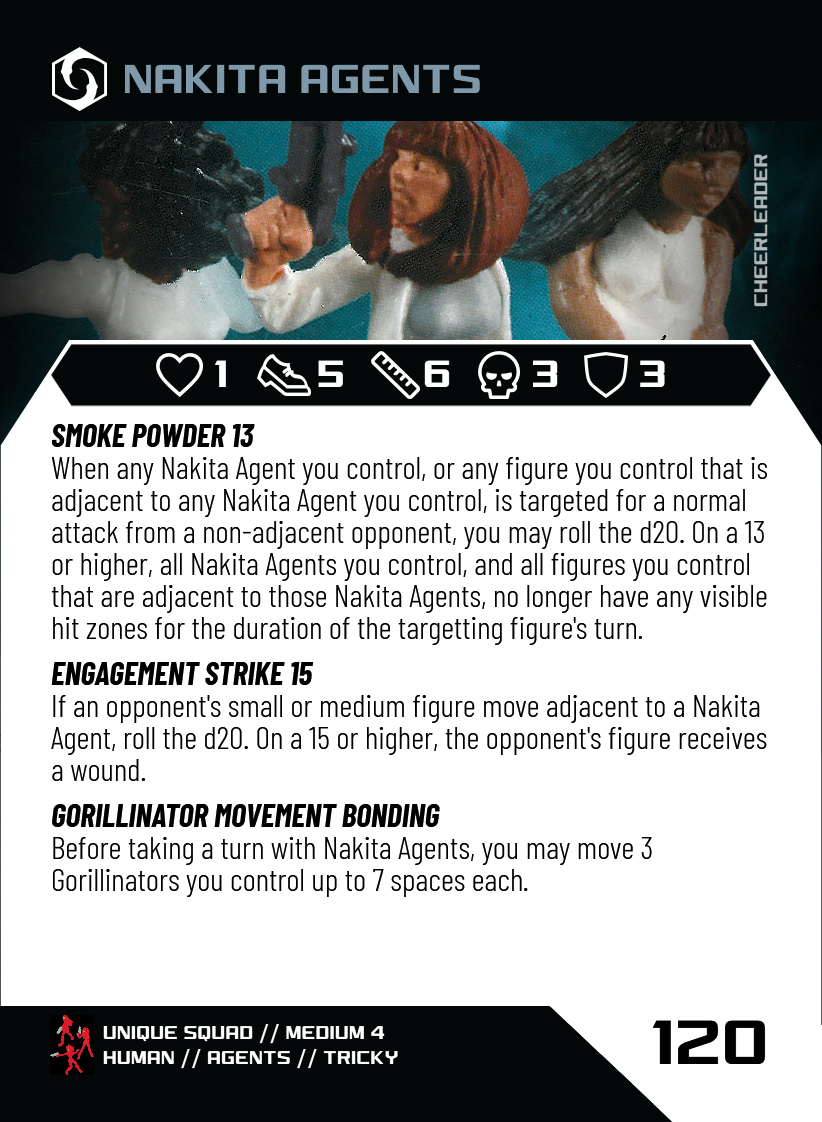 NAKITA AGENTS
CHEERLEADER
1 5 6 3 3
SMOKE POWDER 13
When any Nakita Agent you control, or any figure you control that is
adjacent to any Nakita Agent you control, is targeted for a normal
attack from a non-adjacent opponent, you may roll the d20. On a 13
or higher, all Nakita Agents you control, and all figures you control
that are adjacent to those Nakita Agents, no longer have any visible
hit zones for the duration of the targetting figure's turn.
ENGAGEMENT STRIKE 15
If an opponent's small or medium figure move adjacent to a Nakita
Agent, roll the d20. On a 15 or higher, the opponent's figure receives
a wound.
GORILLINATOR MOVEMENT BONDING
Before taking a turn with Nakita Agents, you may move 3
Gorillinators you control up to 7 spaces each.
UNIQUE SQUAD // MEDIUM 4
HUMAN // AGENTS // TRICKY
120